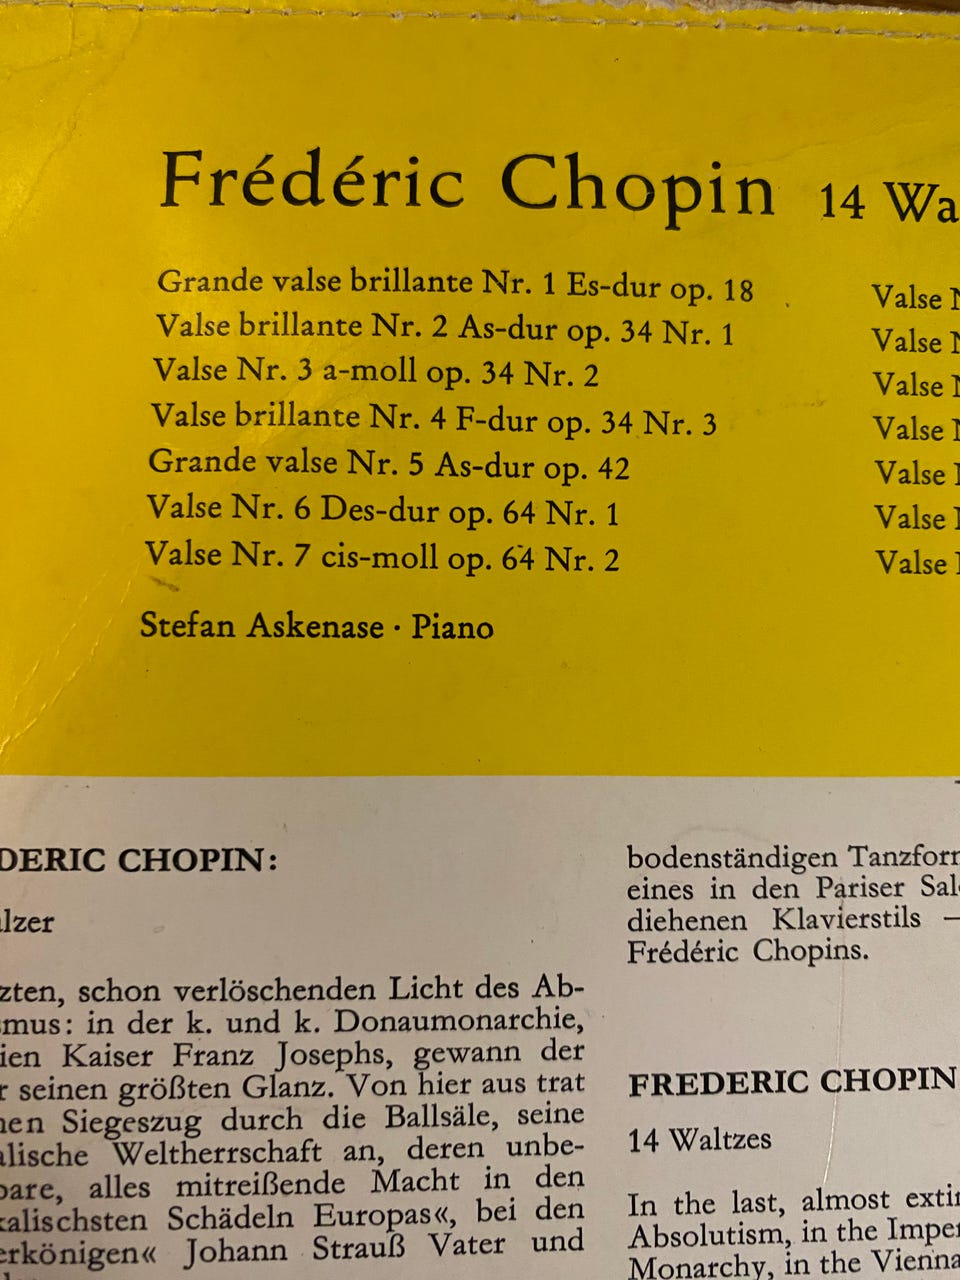 Frédéric Chopin 14
Grande valse brillante Nr. 1 Es-dur op. 18
Valse brillante Nr. 2 As-dur op. 34 Nr. 1
Valse Nr. 3 a-moll op. 34 Nr. 2
Valse brillante Nr. 4 F-dur op. 34 Nr. 3
Grande valse Nr. 5 As-dur op. 42
Valse Nr. 6 Des-dur op. 64 Nr. 1
Valse Nr. 7 cis-moll op. 64 Nr. 2
Valse
Valse
Valse
Valse
Valse
Valse
Valse
Stefan Askenase · Piano
DERIC CHOPIN:
lzer
zten, schon verlöschenden Licht des Ab-
mus: in der k. und k. Donaumonarchie,
ien Kaiser Franz Josephs, gewann der
r seinen größten Glanz. Von hier aus trat
nen Siegeszug durch die Ballsäle, seine
alische Weltherrschaft an, deren unbe-
bare, alles mitreißende Macht in den
kalischsten Schädeln Europas«, bei den
erkönigen« Johann Strauß Vater und
bodenständigen Tanzfor
eines in den Pariser Sal
diehenen Klavierstils —
Frédéric Chopins.
FREDERIC CHOPIN
14 Waltzes
In the last, almost extin
Absolutism, in the Imper
Monarchy, in the Vienna